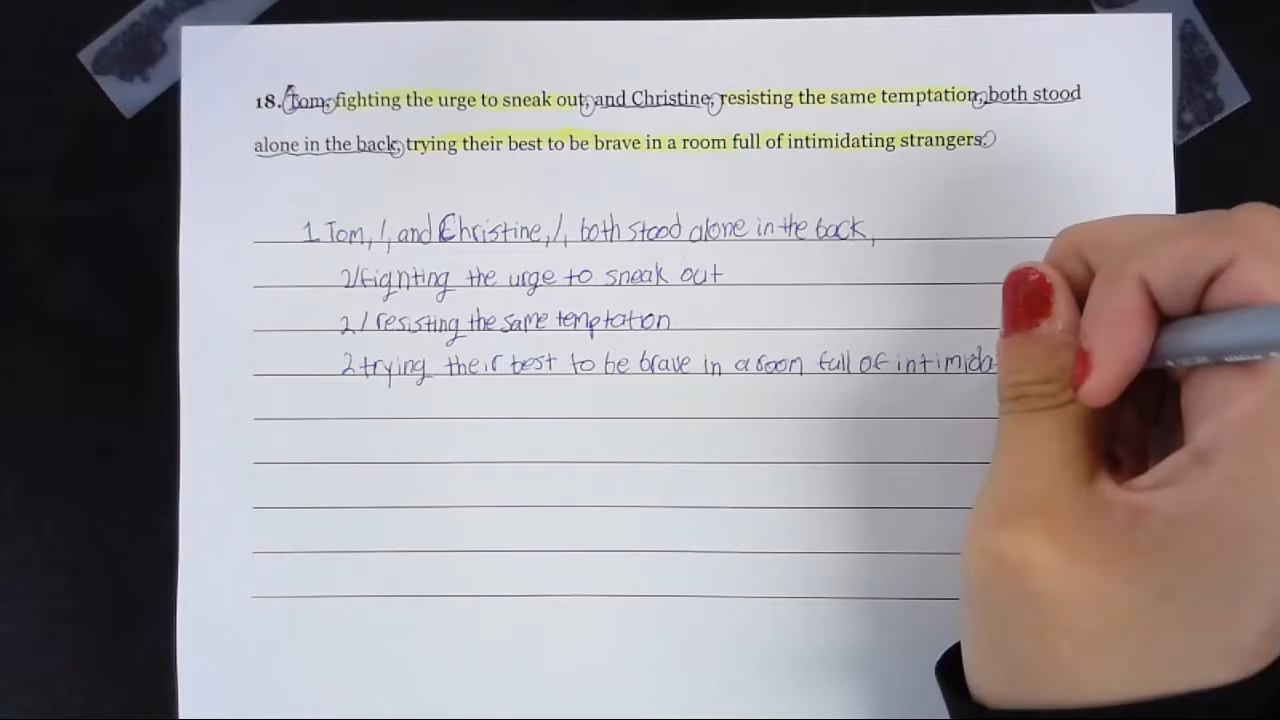 18. Tom, fighting the urge to sneak out, and Christine, resisting the same temptation, both stood
alone in the back, trying their best to be brave in a room full of intimidating strangers.
1 Tom, /, and Christine, /, both stood alone in the back,
2/fighting the urge to sneak out
2/resisting the same temptation
2 trying their best to be brave in a room full of intimida